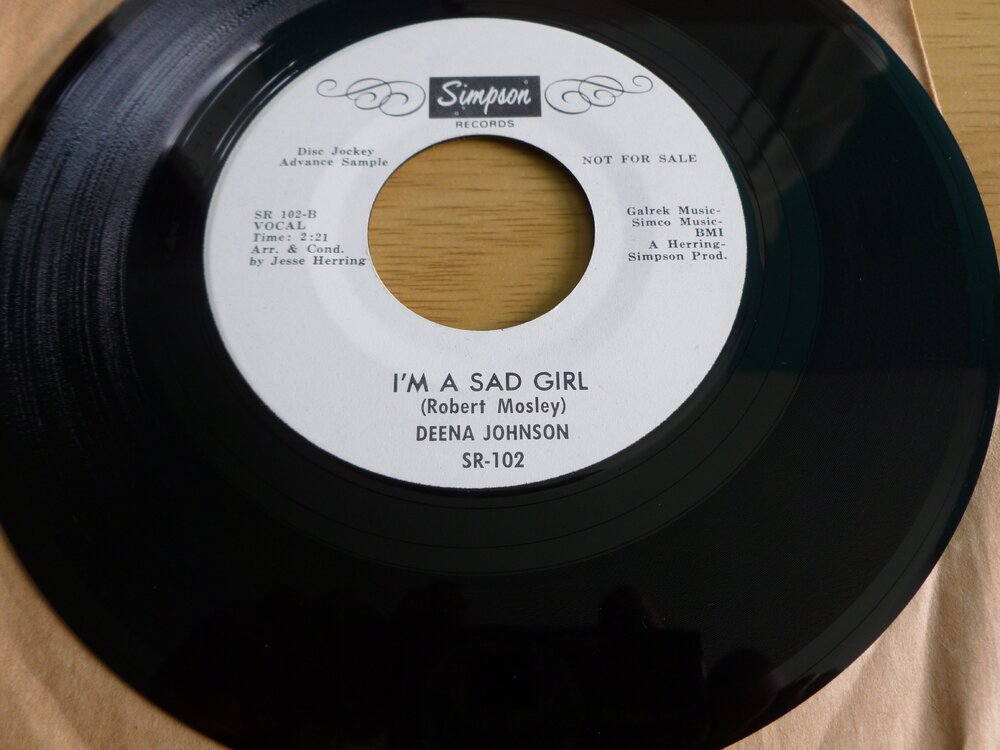 Simpson
RECORDS
Disc Jockey
Advance Sample
NOT FOR SALE
SR 102-B
VOCAL
Time: 2:21
Arr. & Cond.
by Jesse Herring
Galrek Music-
Simco Music-
BMI
A Herring-
Simpson Prod.
I'M A SAD GIRL
(Robert Mosley)
DEENA JOHNSON
SR-102